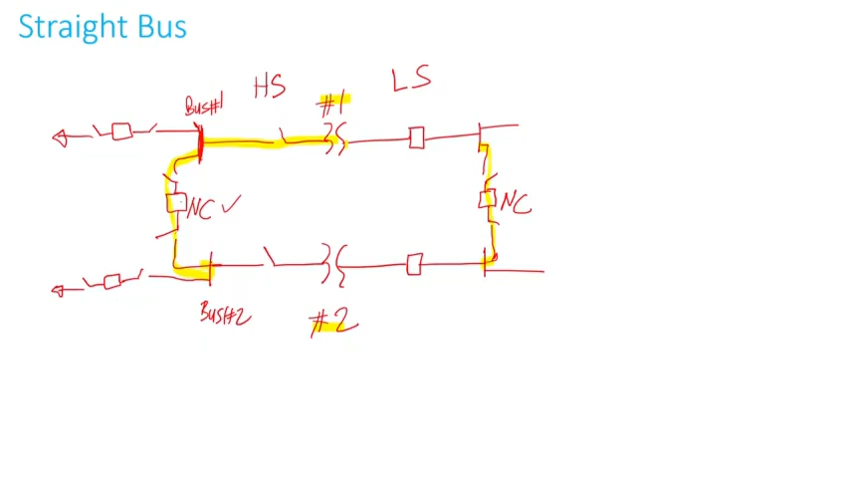 Straight Bus
HS
LS
Bus#1
#1
NC ✓
NC
Bus#2
#2